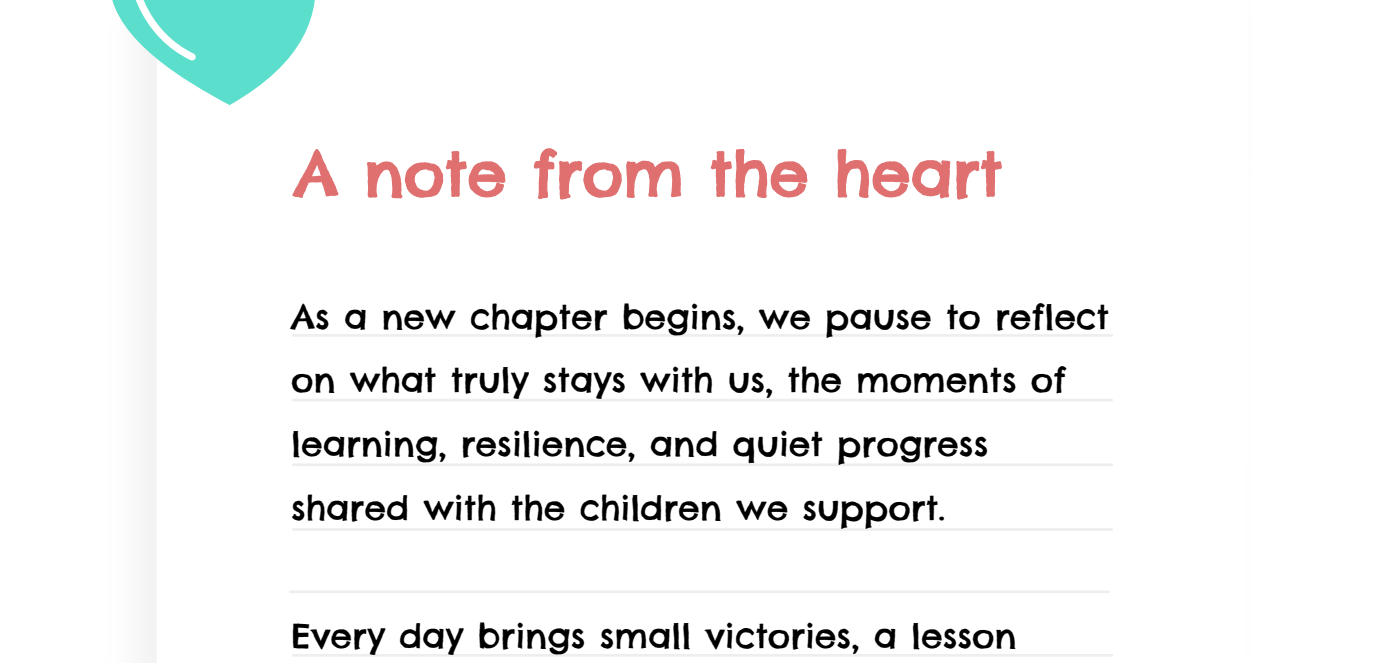 A note from the heart
As a new chapter begins, we pause to reflect
on what truly stays with us, the moments of
learning, resilience, and quiet progress
shared with the children we support.
Every day brings small victories, a lesson